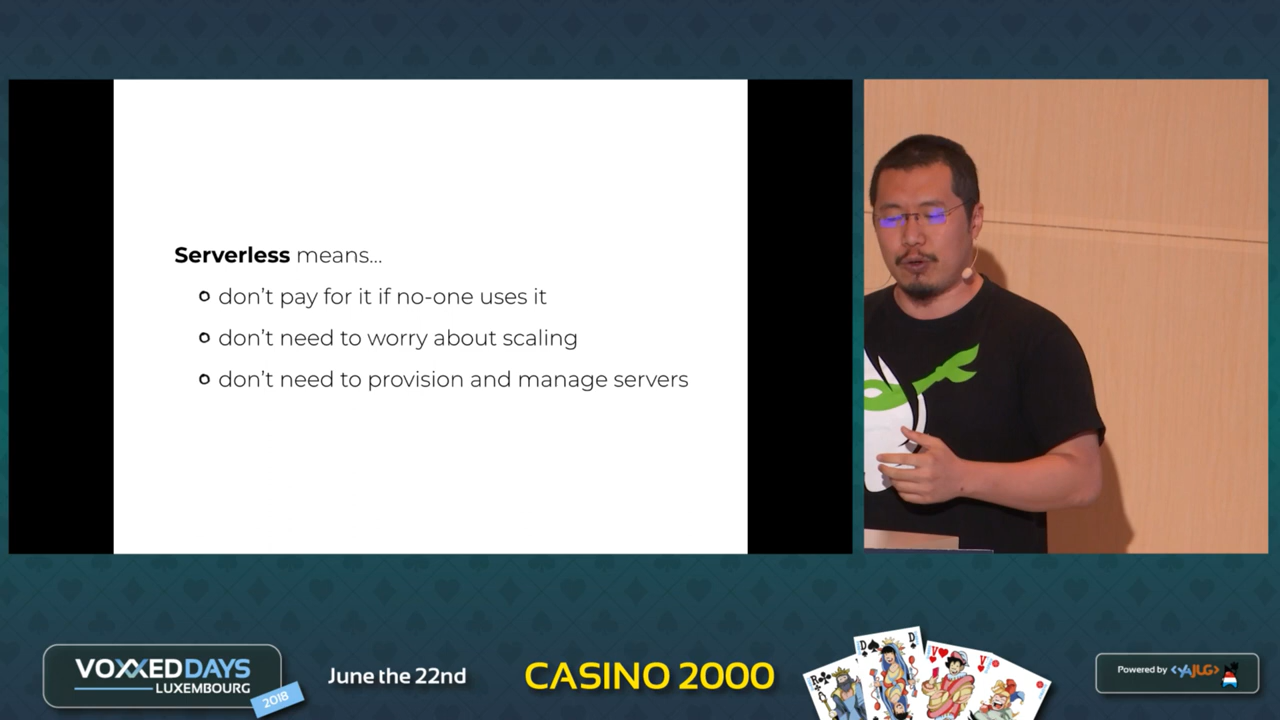 Serverless means...
don't pay for it if no-one uses it
don't need to worry about scaling
don't need to provision and manage servers
VOXXEDDAYS
LUXEMBOURG
2018
June the 22nd
CASINO 2000
R
D
D
V
V
Powered by <YAJUG>